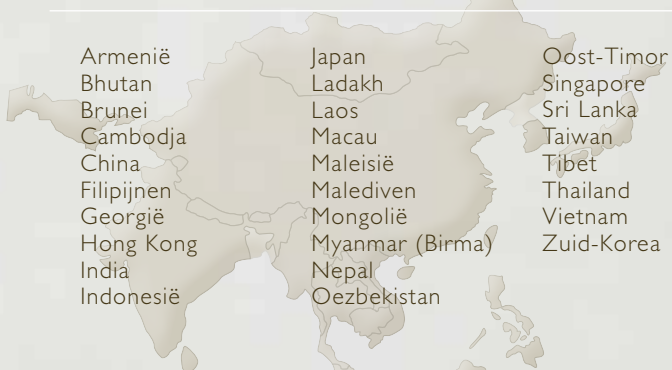 Armenië
Bhutan
Brunei
Cambodja
China
Filipijnen
Georgië
Hong Kong
India
Indonesië
Japan
Ladakh
Laos
Macau
Maleisië
Malediven
Mongolië
Myanmar (Birma)
Nepal
Oezbekistan
Oost-Timor
Singapore
Sri Lanka
Taiwan
Tibet
Thailand
Vietnam
Zuid-Korea